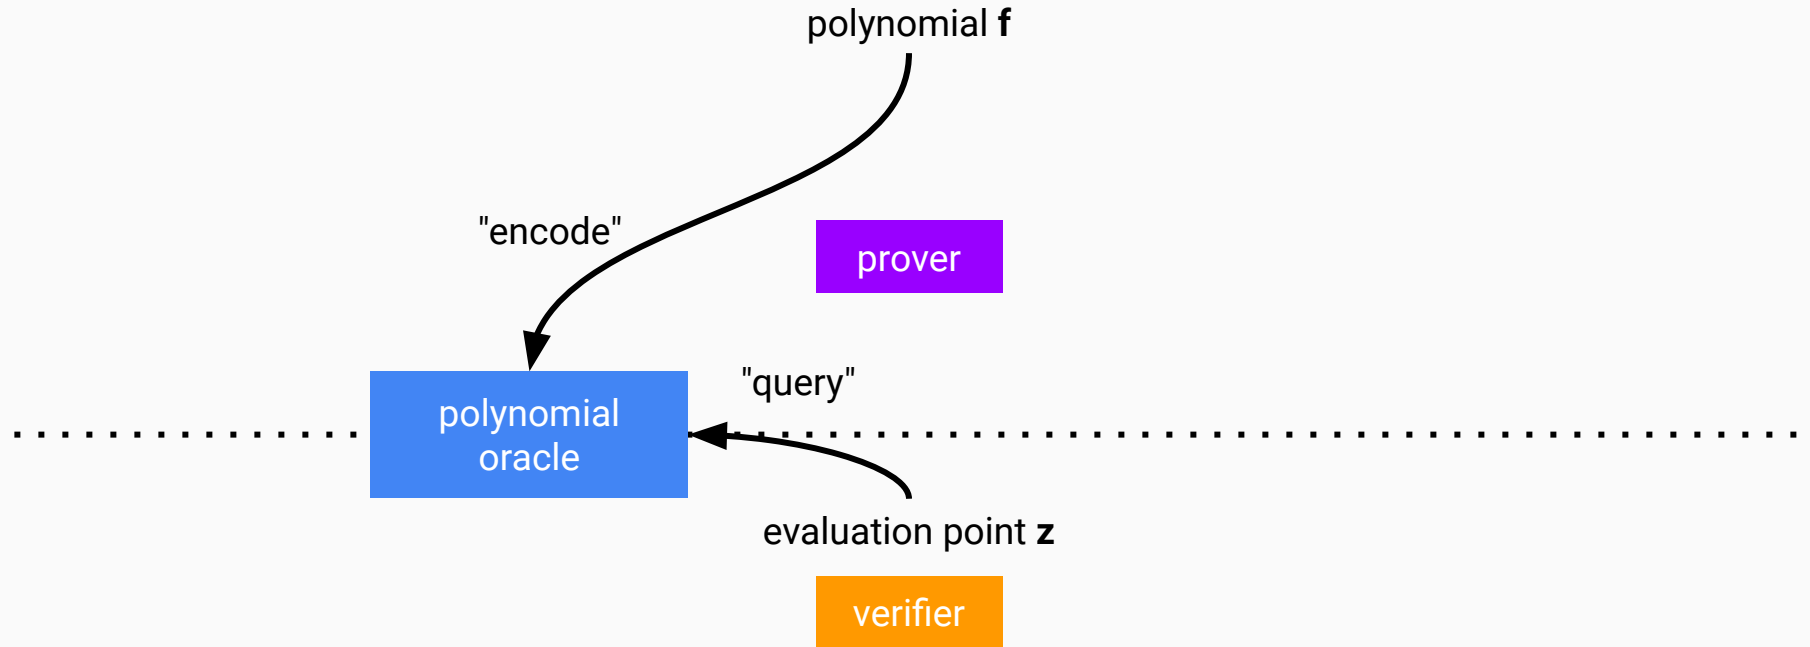 polynomial f
"encode"
prover
"query"
polynomial
oracle
evaluation point z
verifier